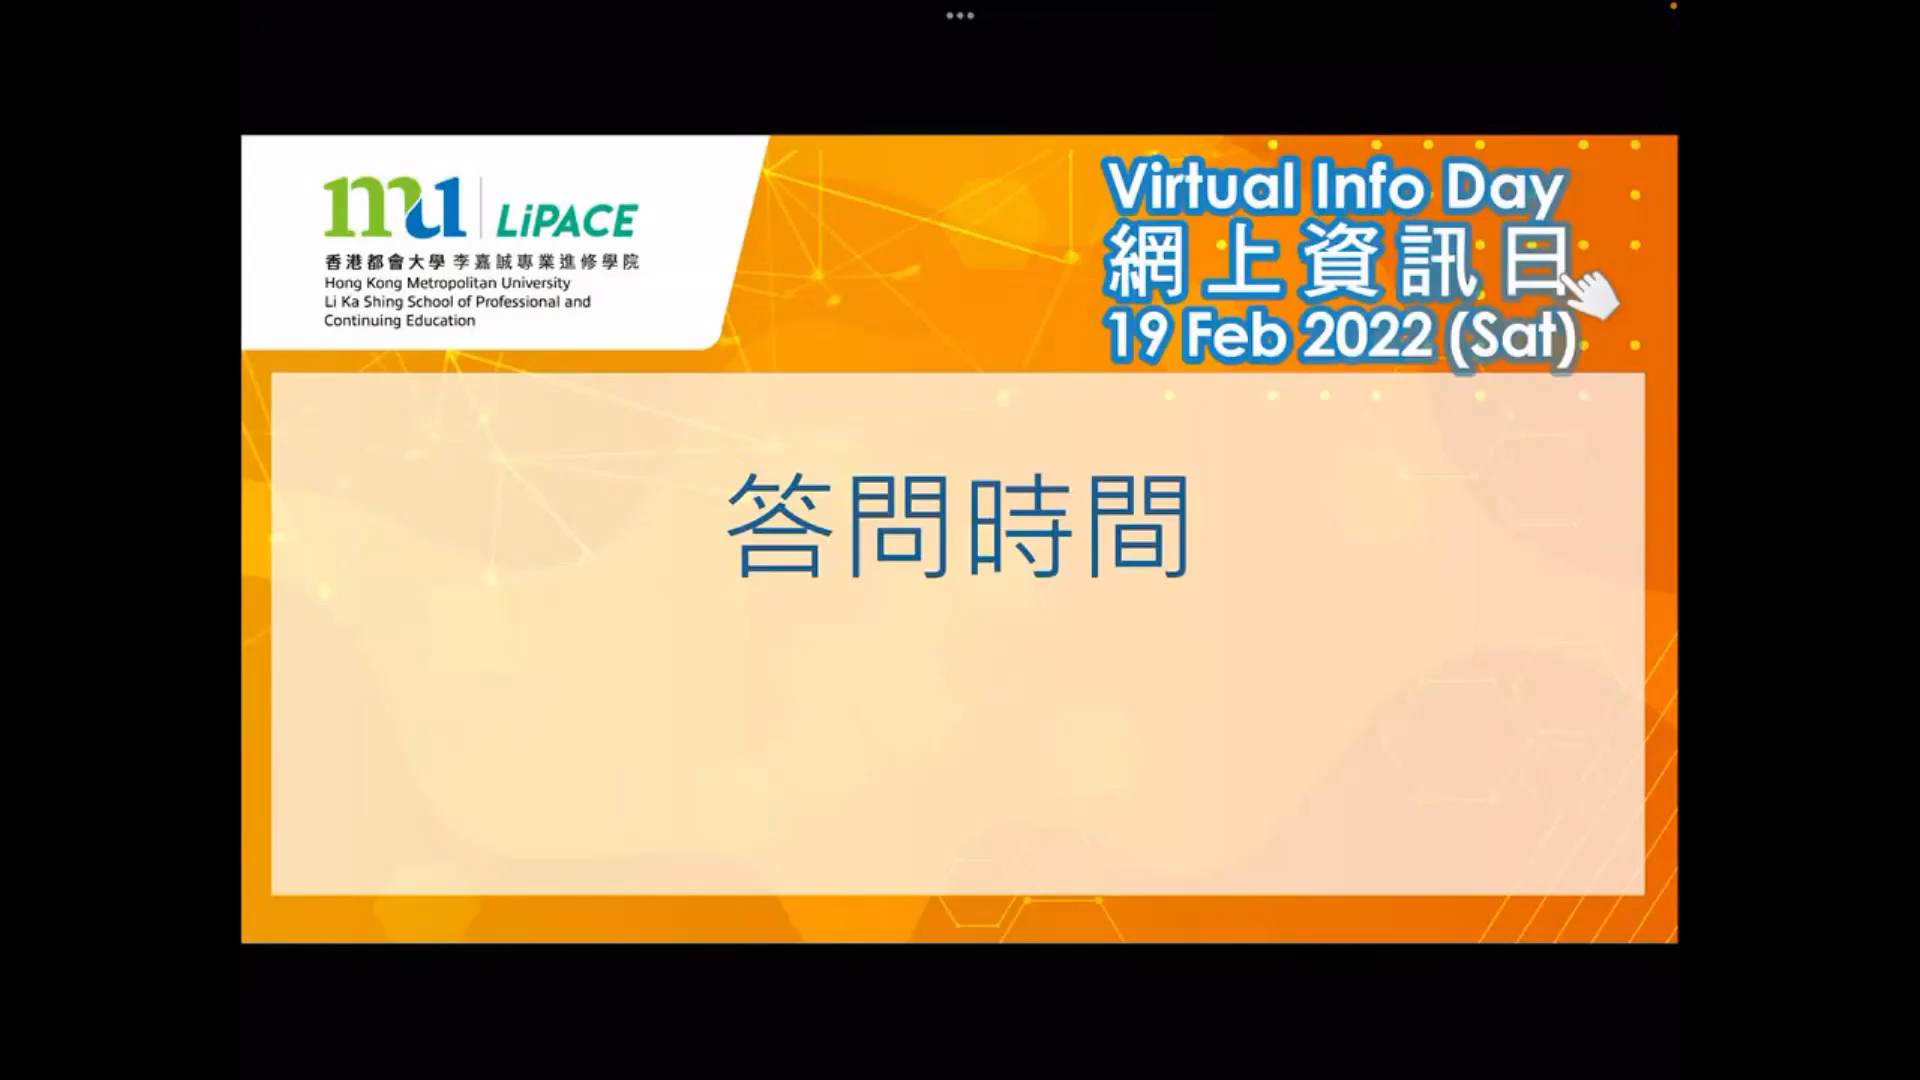 mu LiPACE
香港都會大學 李嘉誠專業進修學院
Hong Kong Metropolitan University
Li Ka Shing School of Professional and
Continuing Education
Virtual Info Day
網上資訊日
19 Feb 2022 (Sat)
答問時間